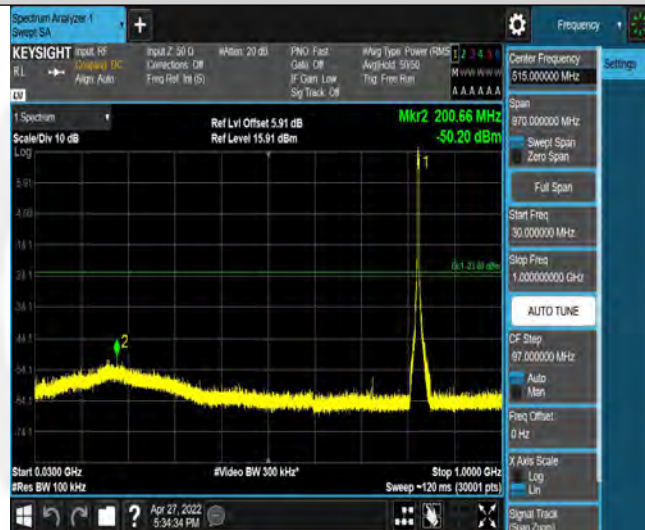 Spectrum Analyzer 1
Swept SA
+
Frequency
KEYSIGHT
Input: RF
Input Z: 50 Ω
#Atten: 20 dB
PNO: Fast
#Avg Type: Power (RMS
1 2 3 4 5 6
RL
Coupling: DC
Corrections: Off
Gate: Off
Avg|Hold: 50/50
M W W W W W
Align: Auto
Freq Ref: Int (S)
IF Gain: Low
Trig: Free Run
Sig Track: Off
A A A A A A
LVI
1 Spectrum
Scale/Div 10 dB
Ref Lvl Offset 5.91 dB
Ref Level 15.91 dBm
Mkr2 200.66 MHz
-50.20 dBm
Log
1
5.91
-4.09
-14.1
-24.1
-34.1
-44.1
2
-54.1
-64.1
-74.1
Start 0.0300 GHz
#Video BW 300 kHz*
Stop 1.0000 GHz
#Res BW 100 kHz
Sweep ~120 ms (30001 pts)
Center Frequency
515.000000 MHz
Settings
Span
970.000000 MHz
Swept Span
Zero Span
Full Span
Start Freq
30.000000 MHz
Stop Freq
1.000000000 GHz
AUTO TUNE
CF Step
97.000000 MHz
Auto
Man
Freq Offset
0 Hz
X Axis Scale
Log
Lin
Signal Track
(Span Zoom)
?
Apr 27, 2022
5:34:34 PM